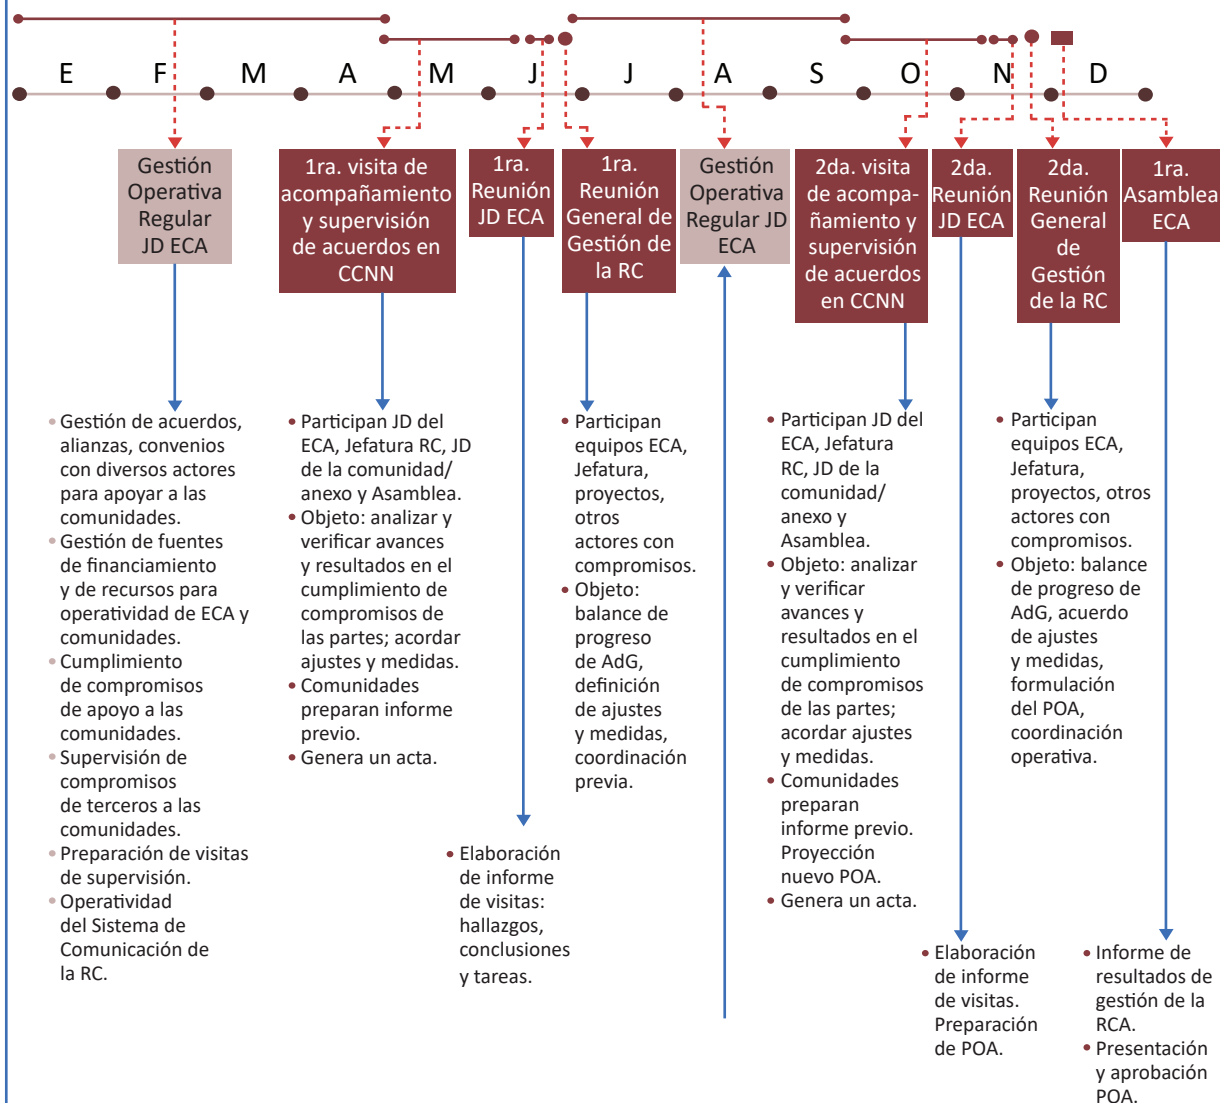 E F M A M J J A S O N D
Gestión
Operativa
Regular
JD ECA
1ra. visita de
acompañamiento
y supervisión
de acuerdos en
CCNN
1ra.
Reunión
JD ECA
1ra.
Reunión
General de
Gestión de
la RC
Gestión
Operativa
Regular JD
ECA
2da. visita
de acompa-
ñamiento y
supervisión
de acuerdos
en CCNN
2da.
Reunión
JD ECA
2da.
Reunión
General
de
Gestión
de la RC
1ra.
Asamblea
ECA
• Gestión de acuerdos,
alianzas, convenios
con diversos actores
para apoyar a las
comunidades.
• Gestión de fuentes
de financiamiento
y de recursos para
operatividad de ECA y
comunidades.
• Cumplimiento
de compromisos
de apoyo a las
comunidades.
• Supervisión de
compromisos
de terceros a las
comunidades.
• Preparación de visitas
de supervisión.
• Operatividad
del Sistema de
Comunicación de
la RC.
• Participan JD del
ECA, Jefatura RC, JD
de la comunidad/
anexo y Asamblea.
• Objeto: analizar y
verificar avances
y resultados en el
cumplimiento de
compromisos de
las partes; acordar
ajustes y medidas.
• Comunidades
preparan informe
previo.
• Genera un acta.
• Elaboración
de informe
de visitas:
hallazgos,
conclusiones
y tareas.
• Participan
equipos ECA,
Jefatura,
proyectos,
otros
actores con
compromisos.
• Objeto:
balance de
progreso
de AdG,
definición
de ajustes
y medidas,
coordinación
previa.
• Participan JD del
ECA, Jefatura
RC, JD de la
comunidad/
anexo y
Asamblea.
• Objeto: analizar
y verificar
avances y
resultados en el
cumplimiento
de compromisos
de las partes;
acordar ajustes
y medidas.
• Comunidades
preparan
informe previo.
Proyección
nuevo POA.
• Genera un acta.
• Elaboración
de informe
de visitas.
Preparación
de POA.
• Participan
equipos ECA,
Jefatura,
proyectos, otros
actores con
compromisos.
• Objeto: balance
de progreso de
AdG, acuerdo
de ajustes
y medidas,
formulación
del POA,
coordinación
operativa.
• Informe de
resultados de
gestión de la
RCA.
• Presentación
y aprobación
POA.